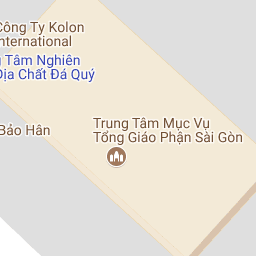 Công Ty Kolon
International
Tâm Nghiên
Địa Chất Đá Quý
Bảo Hân
Trung Tâm Mục Vụ
Tổng Giáo Phận Sài Gòn